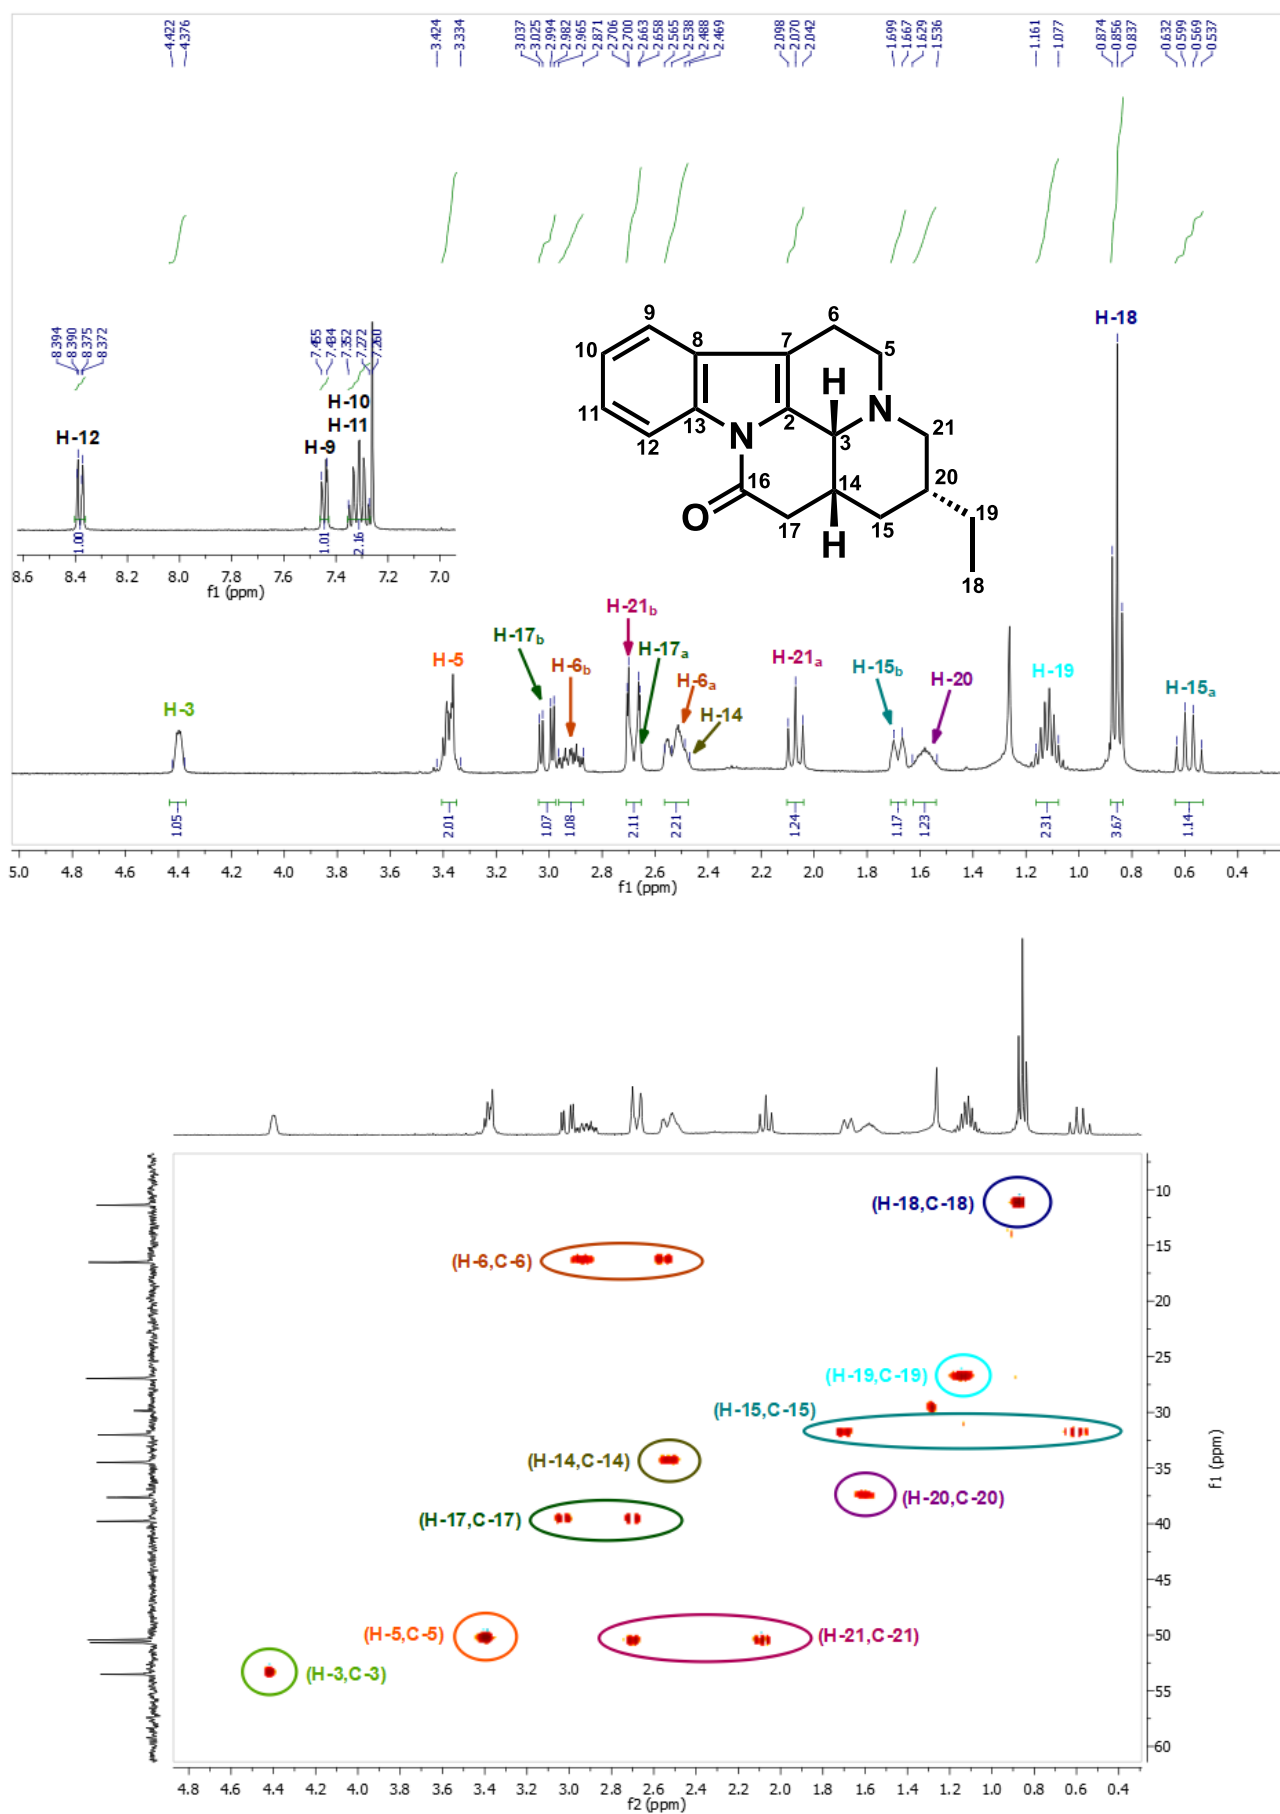 4.422 4.376 3.424 3.334 3.037 3.025 2.994 2.982 2.965 2.871 2.706 2.700 2.663 2.658 2.565 2.538 2.488 2.469 2.098 2.070 2.042 1.699 1.667 1.629 1.536 1.161 1.077 0.874 0.856 0.837 0.632 0.599 0.569 0.537
8.394 8.390 8.375 8.372 7.455 7.434 7.352 7.272 7.260
H-10
H-11
H-12
H-9
1.00 1.01 2.16
8.6 8.4 8.2 8.0 7.8 7.6 7.4 7.2 7.0
f1 (ppm)
9 6
10 8 7 5
H
11 13 2 N 21
12 N 3
16 14 20
O 17 15 19
H
18
H-18
H-3
H-5
H-17b
H-6b
H-21b
H-17a
H-6a
H-14
H-21a
H-15b
H-20
H-19
H-15a
1.05 2.01 1.07 1.08 2.11 2.21 1.24 1.17 1.23 2.31 3.67 1.14
5.0 4.8 4.6 4.4 4.2 4.0 3.8 3.6 3.4 3.2 3.0 2.8 2.6 2.4 2.2 2.0 1.8 1.6 1.4 1.2 1.0 0.8 0.6 0.4
f1 (ppm)
(H-18,C-18)
(H-6,C-6)
(H-19,C-19)
(H-15,C-15)
(H-14,C-14)
(H-20,C-20)
(H-17,C-17)
(H-5,C-5)
(H-21,C-21)
(H-3,C-3)
10
15
20
25
30
35
40
45
50
55
60
f1 (ppm)
4.8 4.6 4.4 4.2 4.0 3.8 3.6 3.4 3.2 3.0 2.8 2.6 2.4 2.2 2.0 1.8 1.6 1.4 1.2 1.0 0.8 0.6 0.4
f2 (ppm)